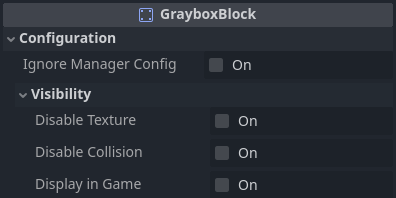 GrayboxBlock
Configuration
Ignore Manager Config On
Visibility
Disable Texture On
Disable Collision On
Display in Game On